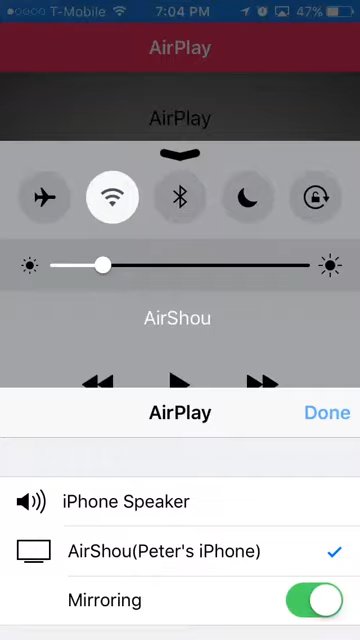 T-Mobile 7:04 PM 47%
AirPlay
AirPlay
AirShou
AirPlay Done
iPhone Speaker
AirShou(Peter's iPhone)
Mirroring